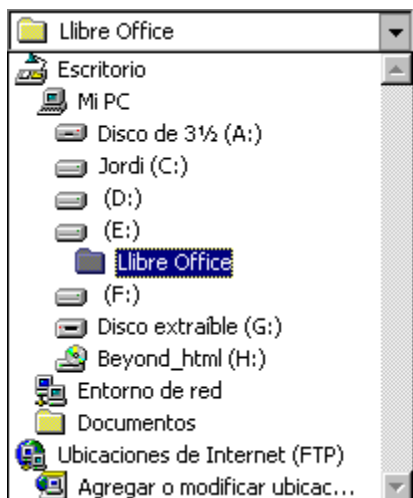 Llibre Office
Escritorio
Mi PC
Disco de 3½ (A:)
Jordi (C:)
(D:)
(E:)
Llibre Office
(F:)
Disco extraíble (G:)
Beyond_html (H:)
Entorno de red
Documentos
Ubicaciones de Internet (FTP)
Agregar o modificar ubicac...